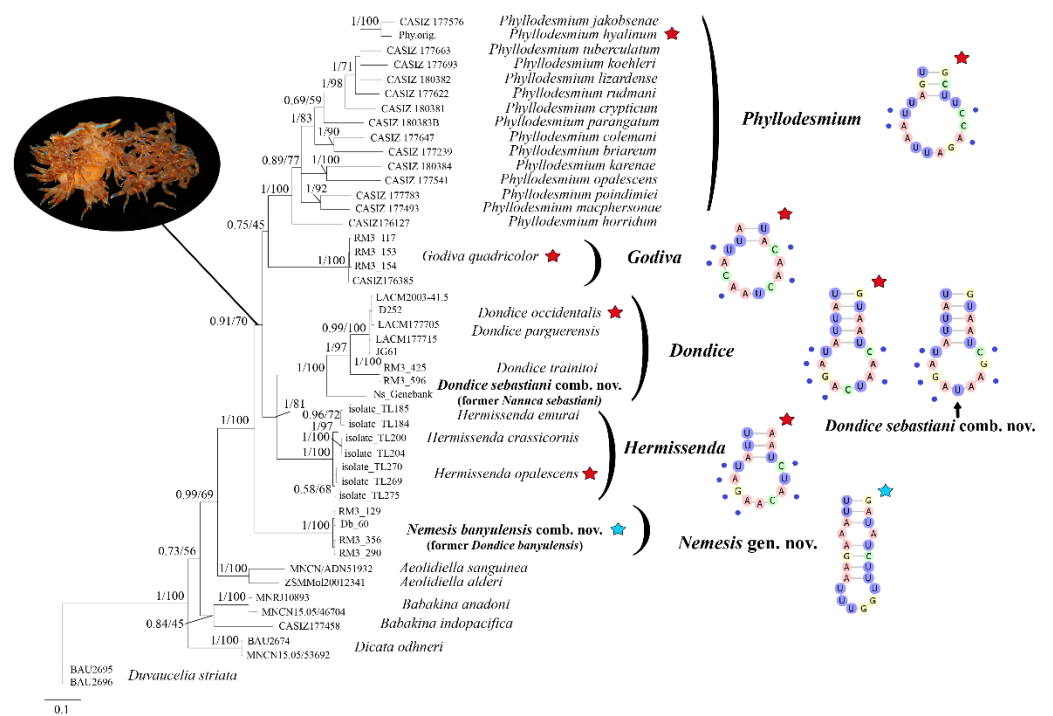 1/100 CASIZ 177576 Phyllodesmium jakobsenae
Phy.orig. Phyllodesmium hyalinum
CASIZ 177663 Phyllodesmium tuberculatum
1/71 CASIZ 177693 Phyllodesmium koehleri
1/98 CASIZ 180382 Phyllodesmium lizardense
CASIZ 177622 Phyllodesmium rudmani
0.69/59 CASIZ 180381 Phyllodesmium crypticum
1/83 CASIZ 180383B Phyllodesmium parangatum
1/90 CASIZ 177647 Phyllodesmium colemani
CASIZ 177239 Phyllodesmium briareum
0.89/77 1/100 CASIZ 180384 Phyllodesmium karenae
CASIZ 177541 Phyllodesmium opalescens
1/100 1/92 CASIZ 177783 Phyllodesmium poindimiei
CASIZ 177493 Phyllodesmium macphersonae
0.75/45 CASIZ176127 Phyllodesmium horridum
Phyllodesmium
RM3_117
RM3_153 Godiva quadricolor
1/100 RM3_154
CASIZ176385
Godiva
0.91/70
LACM2003-41.5
D252 Dondice occidentalis
0.99/100 LACM177705 Dondice parguerensis
1/97 LACM177715
JG61
1/100 RM3_425 Dondice trainitoi
RM3_596
1/100 Ns_Genebank Dondice sebastiani comb. nov.
(former Nanuca sebastiani)
Dondice
Dondice sebastiani comb. nov.
1/81 0.96/72 isolate_TL185 Hermissenda emurai
isolate_TL184
1/97
1/100 isolate_TL200 Hermissenda crassicornis
1/100 isolate_TL204
isolate_TL270
isolate_TL269 Hermissenda opalescens
0.58/68 isolate_TL275
Hermissenda
1/100
0.99/69
RM3_129
1/100 Db_60 Nemesis banyulensis comb. nov.
RM3_356 (former Dondice banyulensis)
RM3_290
Nemesis gen. nov.
0.73/56
1/100 MNCN/ADN51932 Aeolidiella sanguinea
ZSMMol20012341 Aeolidiella alderi
1/100
1/100 MNRJ10893 Babakina anadoni
MNCN15.05/46704
0.84/45 CASIZ177458 Babakina indopacifica
1/100 BAU2674 Dicata odhneri
MNCN15.05/53692
BAU2695 Duvaucelia striata
BAU2696
0.1